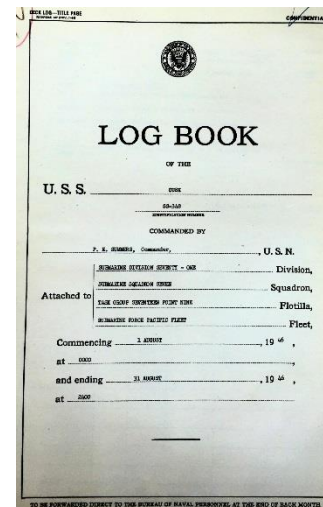 DECK LOG—TITLE PAGE
CONFIDENTIAL
LOG BOOK
OF THE
U. S. S. CUSK
SS-348
IDENTIFICATION NUMBER
COMMANDED BY
P. E. SUMMERS, Commander, , U. S. N.
Attached to
SUBMARINE DIVISION SEVENTY - ONE Division,
SUBMARINE SQUADRON SEVEN Squadron,
TASK GROUP SEVENTEEN POINT NINE Flotilla,
SUBMARINE FORCE PACIFIC FLEET Fleet,
Commencing 1 AUGUST , 19 46 ,
at 0000
and ending 31 AUGUST , 19 46 ,
at 2400
TO BE FORWARDED DIRECT TO THE BUREAU OF NAVAL PERSONNEL AT THE END OF EACH MONTH